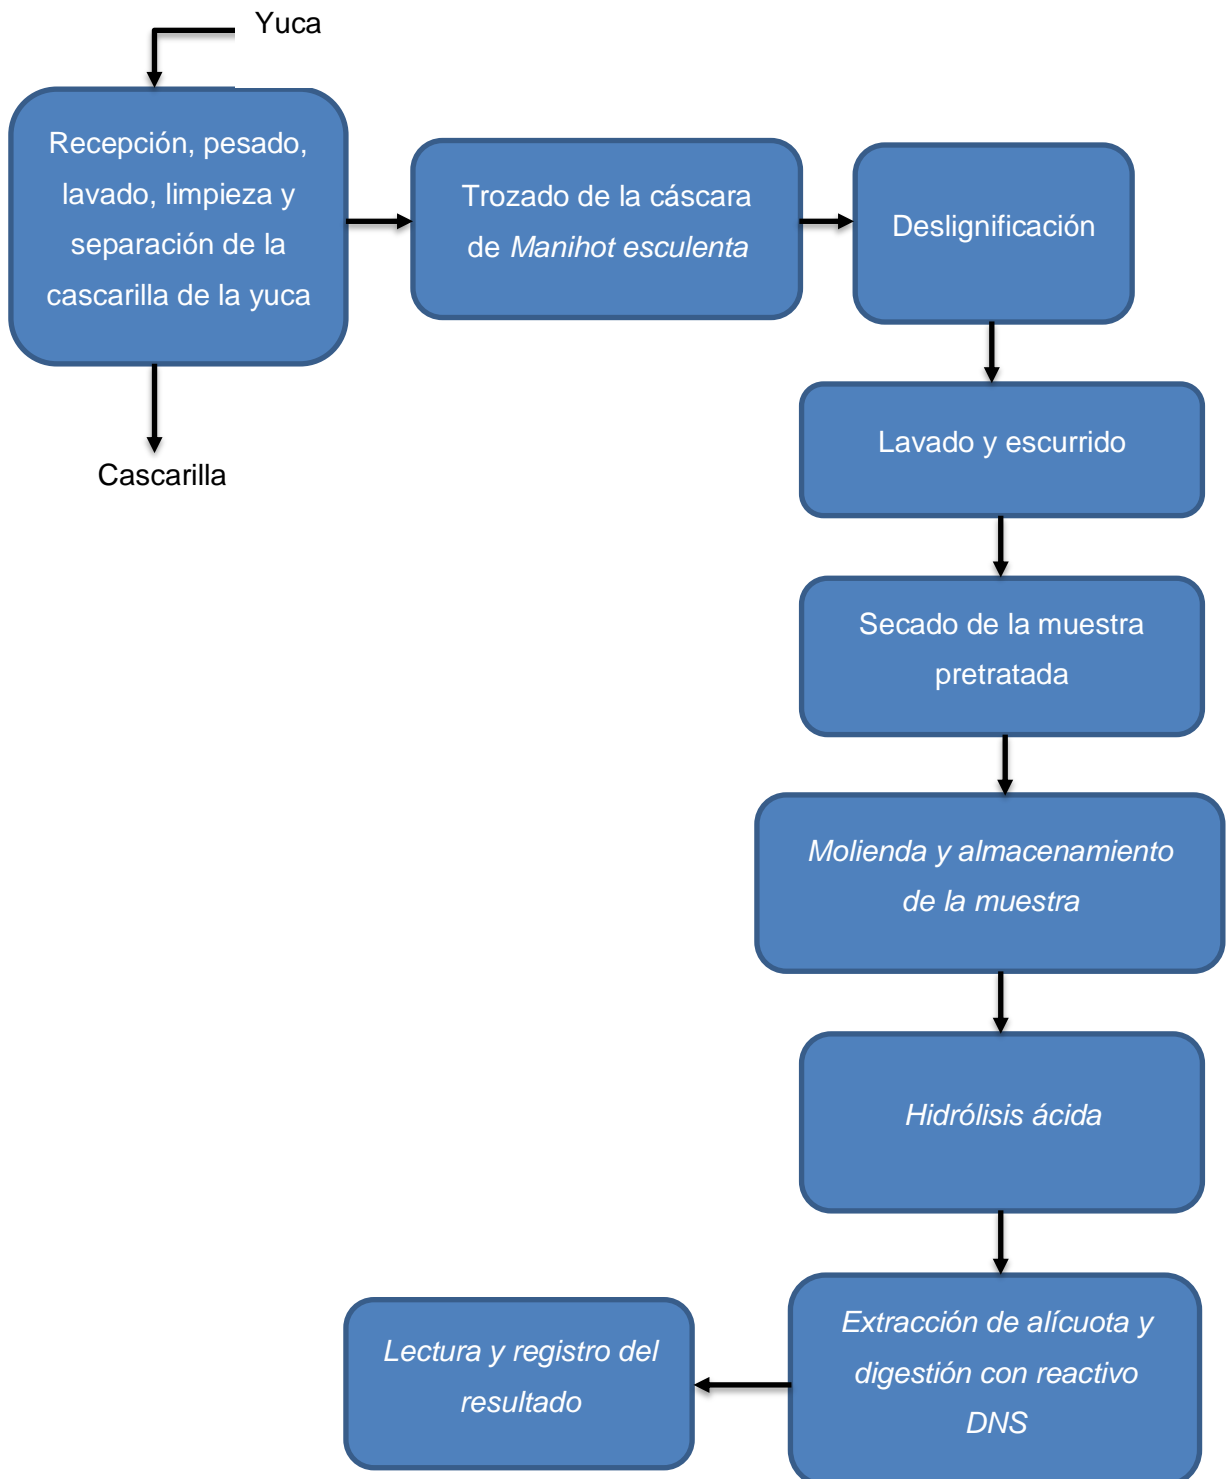 Yuca
Recepción, pesado,
lavado, limpieza y
separación de la
cascarilla de la yuca
Trozado de la cáscara
de Manihot esculenta
Deslignificación
Cascarilla
Lavado y escurrido
Secado de la muestra
pretratada
Molienda y almacenamiento
de la muestra
Hidrólisis ácida
Extracción de alícuota y
digestión con reactivo
DNS
Lectura y registro del
resultado